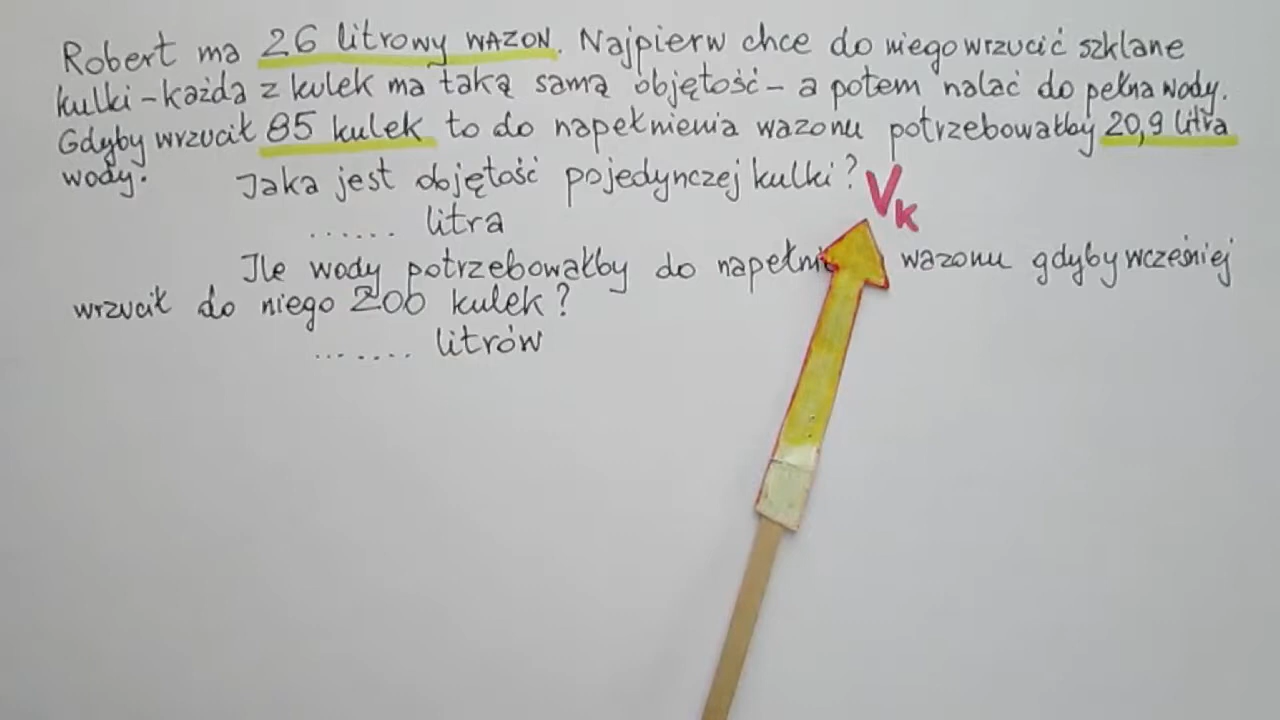 Robert ma 26 litrowy WAZON. Najpierw chce do niego wrzucić szklane
kulki – każda z kulek ma taką samą objętość – a potem nalać do pełna wody.
Gdyby wrzucił 85 kulek to do napełnienia wazonu potrzebowałby 20,9 litra
wody. Jaka jest objętość pojedynczej kulki? VK
...... litra
Ile wody potrzebowałby do wazonu gdyby wcześniej
wrzucił do niego 200 kulek?
....... litrów